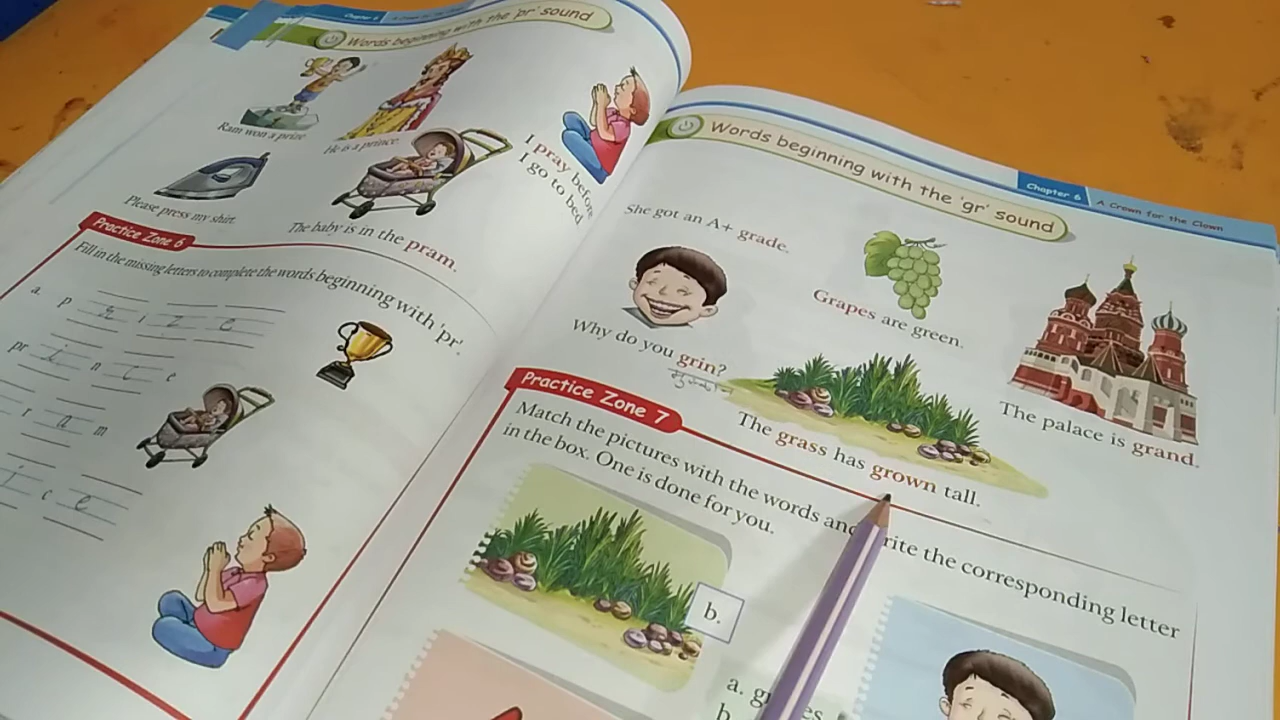 Chapter 6
Words beginning with the 'pr' sound
Ram won a prize
He is a prince.
I pray before
I go to bed
Please press my shirt.
The baby is in the pram.
Practice Zone 6
Fill in the missing letters to complete the words beginning with 'pr'.
a. p r i z e
pr i n c e
r a m
i c e
Chapter 6 A Crown for the Clown
Words beginning with the 'gr' sound
She got an A+ grade.
Grapes are green.
Why do you grin?
The palace is grand.
The grass has grown tall.
Practice Zone 7
Match the pictures with the words and write the corresponding letter
in the box. One is done for you.
b.
a.
b.